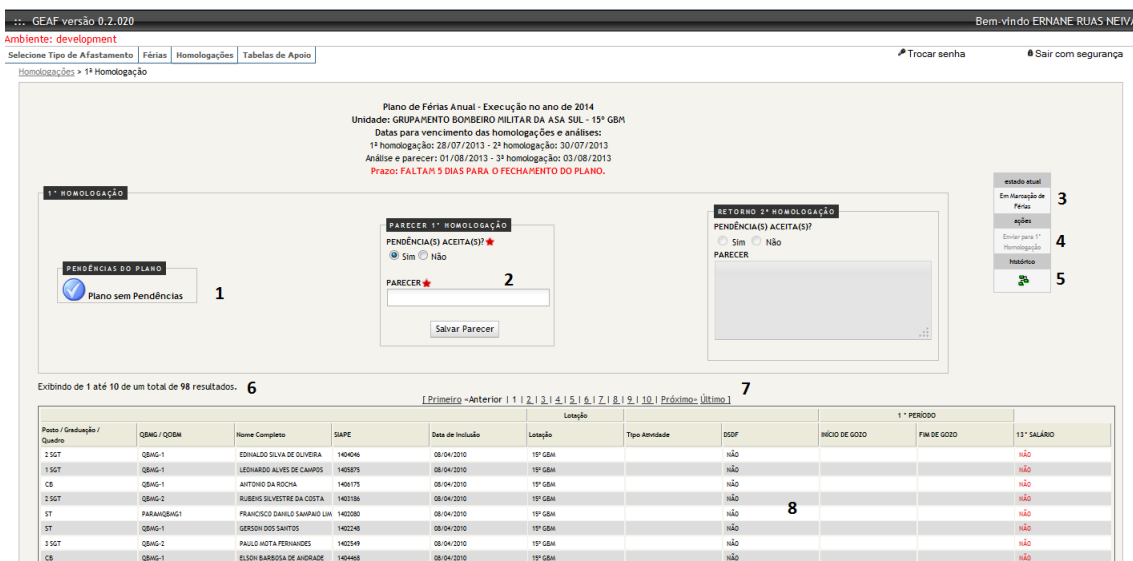 ::. GEAF versão 0.2.020
Bem-vindo ERNANE RUAS NEIVA
Ambiente: development
Selecione Tipo de Afastamento Férias Homologações Tabelas de Apoio
Trocar senha
Sair com segurança
Homologações > 1ª Homologação
Plano de Férias Anual - Execução no ano de 2014
Unidade: GRUPAMENTO BOMBEIRO MILITAR DA ASA SUL - 15º GBM
Datas para vencimento das homologações e análises:
1ª homologação: 28/07/2013 - 2ª homologação: 30/07/2013
Análise e parecer: 01/08/2013 - 3ª homologação: 03/08/2013
Prazo: FALTAM 5 DIAS PARA O FECHAMENTO DO PLANO.
1ª HOMOLOGAÇÃO
PENDÊNCIAS DO PLANO
Plano sem Pendências
1
PARECER 1ª HOMOLOGAÇÃO
PENDÊNCIA(S) ACEITA(S)?
Sim Não
PARECER
2
Salvar Parecer
RETORNO 2ª HOMOLOGAÇÃO
PENDÊNCIA(S) ACEITA(S)?
Sim Não
PARECER
estado atual
Em Marcação de
Férias
3
ações
Enviar para 1ª
Homologação
4
histórico
5
Exibindo de 1 até 10 de um total de 98 resultados.
6
7
[ Primeiro «Anterior | 1 | 2 | 3 | 4 | 5 | 6 | 7 | 8 | 9 | 10 | Próximo» Último ]
Lotação 1 º PERÍODO
Posto / Graduação /
Quadro
QBMG / QOBM Nome Completo SIAPE Data de Inclusão Lotação Tipo Atividade DSDF INÍCIO DE GOZO FIM DE GOZO 13º SALÁRIO
2 SGT QBMG-1 EDINALDO SILVA DE OLIVEIRA 1404046 08/04/2010 15º GBM NÃO NÃO
1 SGT QBMG-1 LEONARDO ALVES DE CAMPOS 1405875 08/04/2010 15º GBM NÃO NÃO
CB QBMG-1 ANTONIO DA ROCHA 1406175 08/04/2010 15º GBM NÃO NÃO
2 SGT QBMG-2 RUBENS SILVESTRE DA COSTA 1403186 08/04/2010 15º GBM NÃO NÃO
ST PARAMQBMG1 FRANCISCO DANILO SAMPAIO LIM 1402080 08/04/2010 15º GBM NÃO NÃO
8
ST QBMG-1 GERSON DOS SANTOS 1402248 08/04/2010 15º GBM NÃO NÃO
3 SGT QBMG-2 PAULO MOTA FERNANDES 1402549 08/04/2010 15º GBM NÃO NÃO
CB QBMG-1 ELSON BARBOSA DE ANDRADE 1404468 08/04/2010 15º GBM NÃO NÃO